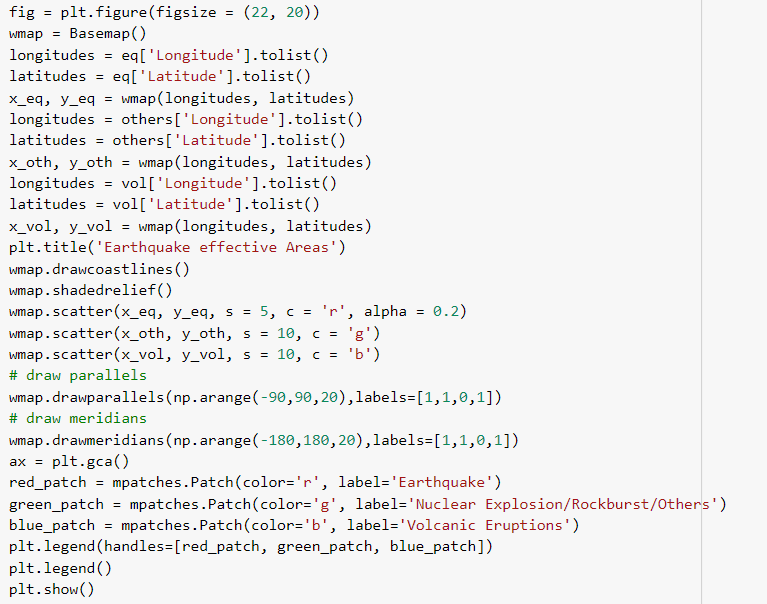 fig = plt.figure(figsize = (22, 20))
wmap = Basemap()
longitudes = eq['Longitude'].tolist()
latitudes = eq['Latitude'].tolist()
x_eq, y_eq = wmap(longitudes, latitudes)
longitudes = others['Longitude'].tolist()
latitudes = others['Latitude'].tolist()
x_oth, y_oth = wmap(longitudes, latitudes)
longitudes = vol['Longitude'].tolist()
latitudes = vol['Latitude'].tolist()
x_vol, y_vol = wmap(longitudes, latitudes)
plt.title('Earthquake effective Areas')
wmap.drawcoastlines()
wmap.shadedrelief()
wmap.scatter(x_eq, y_eq, s = 5, c = 'r', alpha = 0.2)
wmap.scatter(x_oth, y_oth, s = 10, c = 'g')
wmap.scatter(x_vol, y_vol, s = 10, c = 'b')
# draw parallels
wmap.drawparallels(np.arange(-90,90,20),labels=[1,1,0,1])
# draw meridians
wmap.drawmeridians(np.arange(-180,180,20),labels=[1,1,0,1])
ax = plt.gca()
red_patch = mpatches.Patch(color='r', label='Earthquake')
green_patch = mpatches.Patch(color='g', label='Nuclear Explosion/Rockburst/Others')
blue_patch = mpatches.Patch(color='b', label='Volcanic Eruptions')
plt.legend(handles=[red_patch, green_patch, blue_patch])
plt.legend()
plt.show()